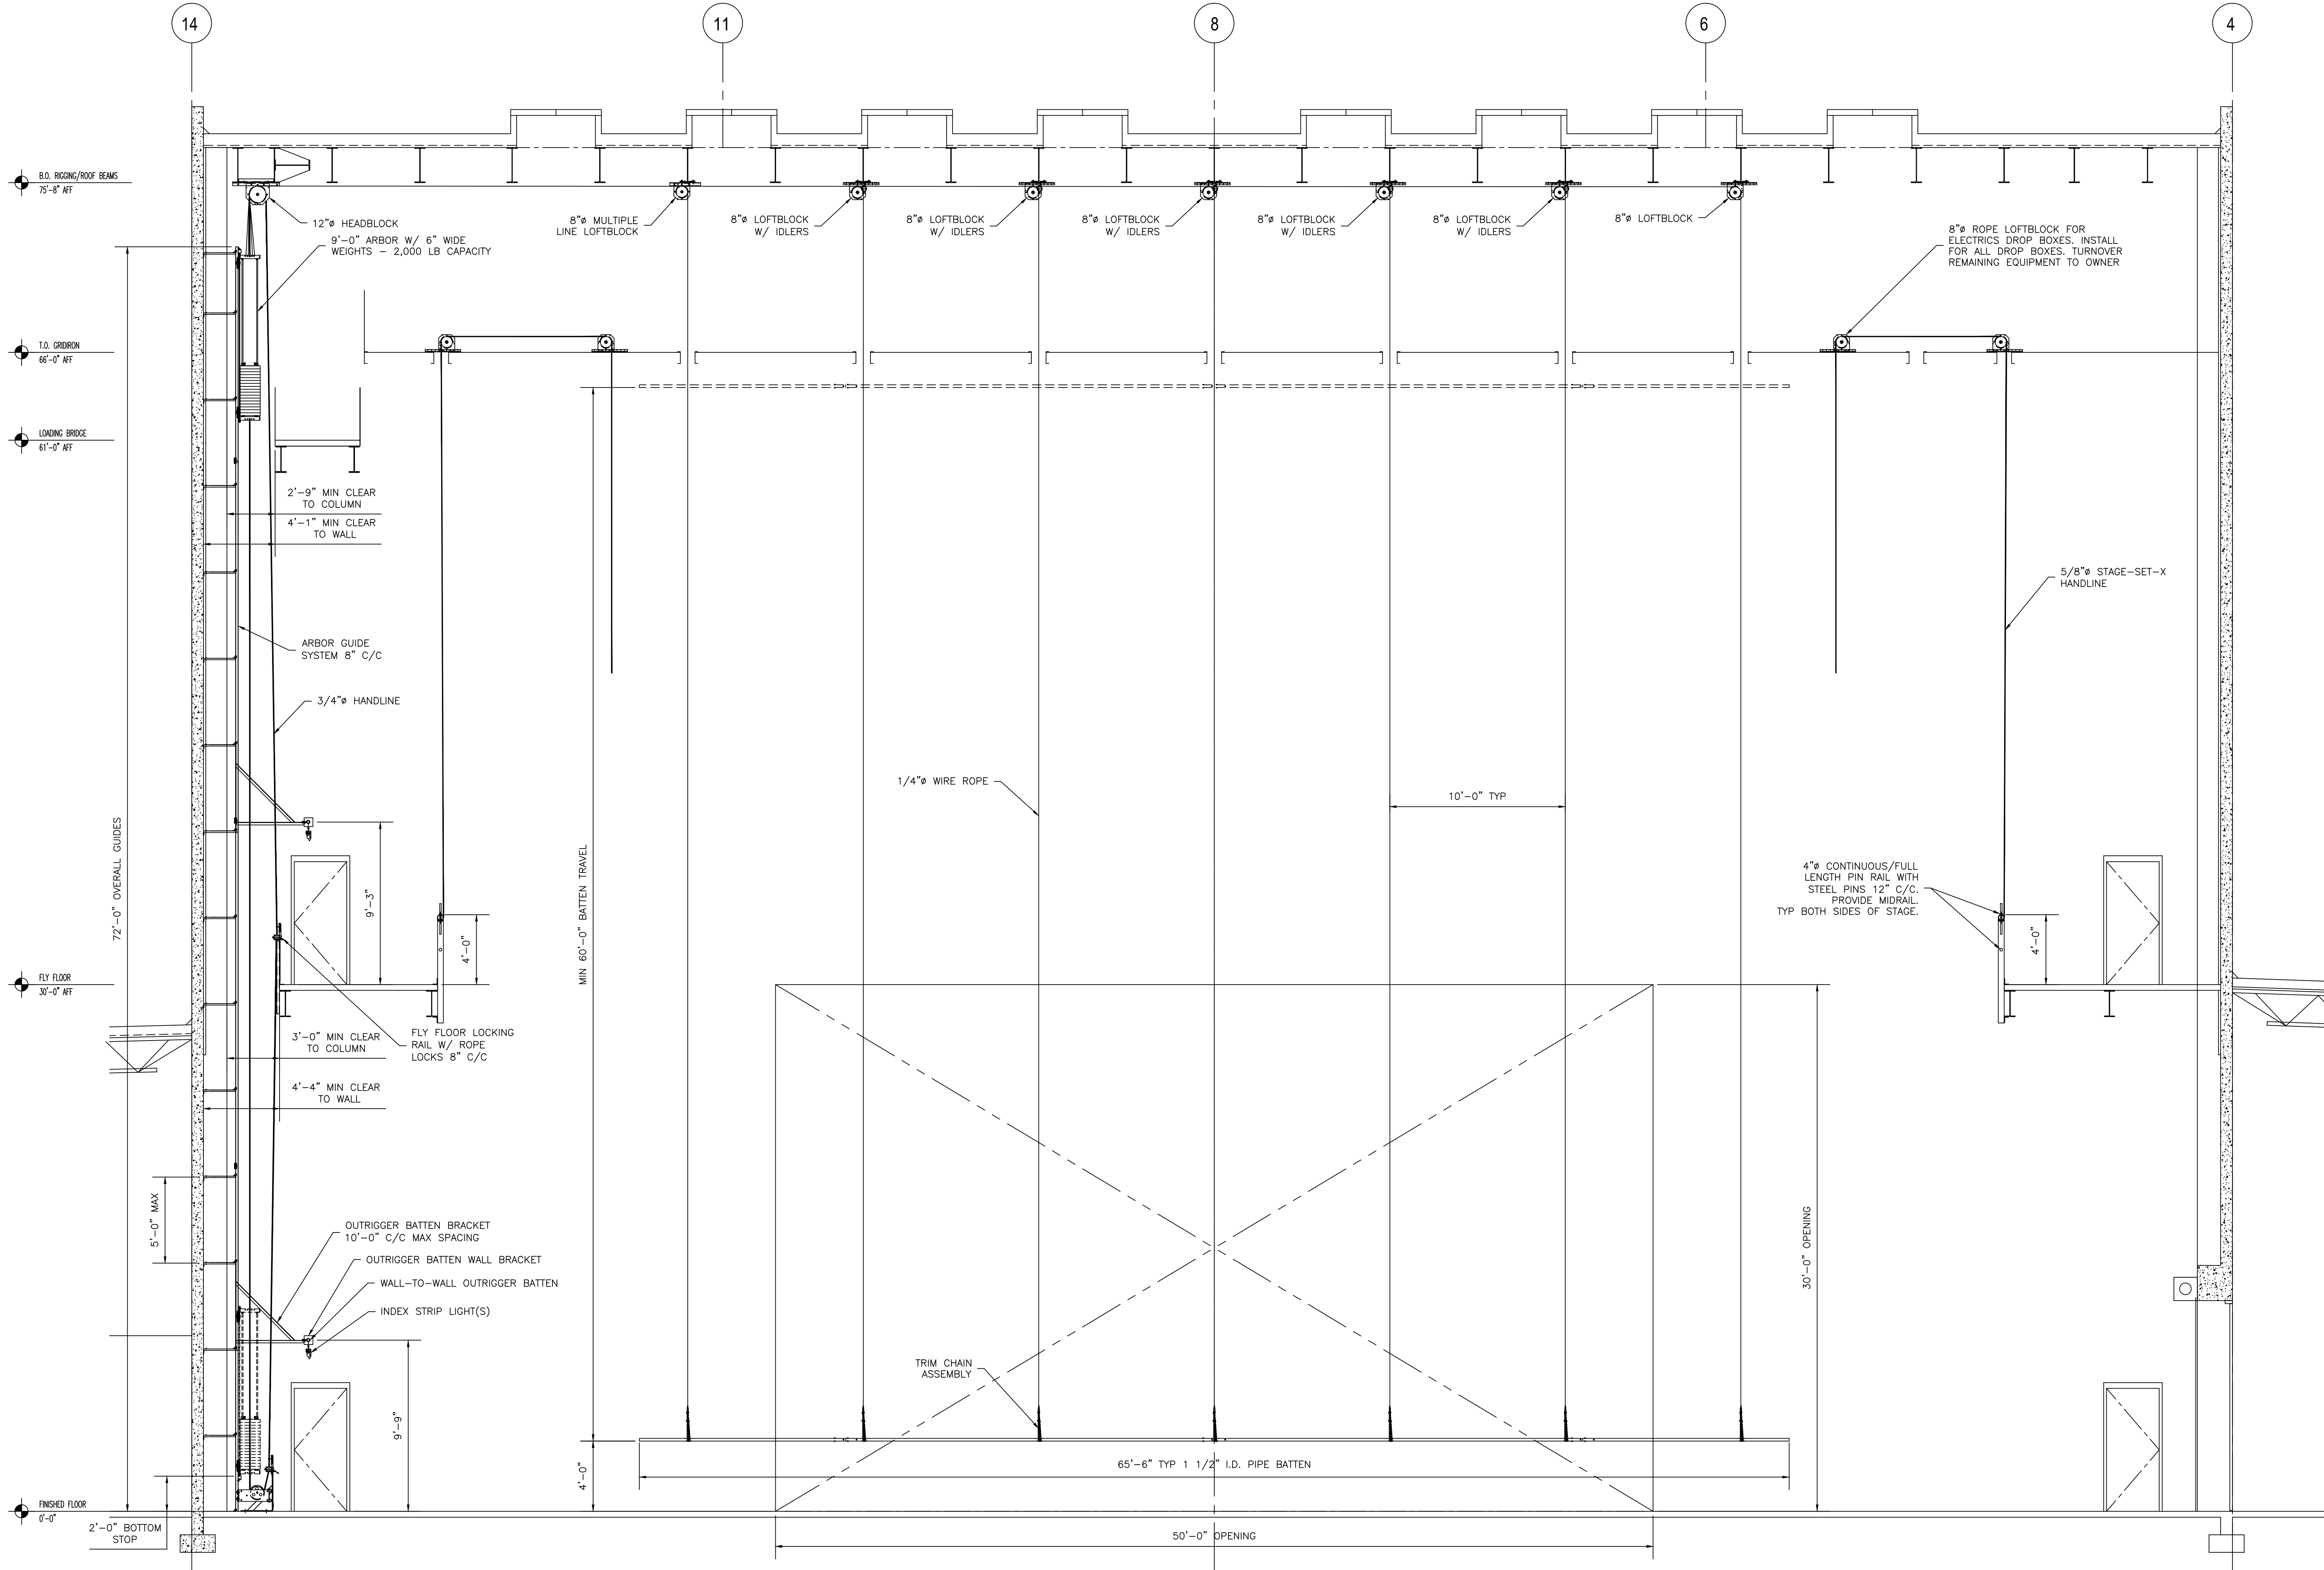 14
11
8
6
4
B.O. RIGGING/ROOF BEAMS
75'-8" AFF
12"ø HEADBLOCK
9'-0" ARBOR W/ 6" WIDE
WEIGHTS - 2,000 LB CAPACITY
8"ø MULTIPLE
LINE LOFTBLOCK
8"ø LOFTBLOCK
W/ IDLERS
8"ø LOFTBLOCK
W/ IDLERS
8"ø LOFTBLOCK
W/ IDLERS
8"ø LOFTBLOCK
W/ IDLERS
8"ø LOFTBLOCK
W/ IDLERS
8"ø LOFTBLOCK
8"ø ROPE LOFTBLOCK FOR
ELECTRICS DROP BOXES. INSTALL
FOR ALL DROP BOXES. TURNOVER
REMAINING EQUIPMENT TO OWNER
T.O. GRIDIRON
66'-0" AFF
LOADING BRIDGE
61'-0" AFF
2'-9" MIN CLEAR
TO COLUMN
4'-1" MIN CLEAR
TO WALL
5/8"ø STAGE-SET-X
HANDLINE
ARBOR GUIDE
SYSTEM 8" C/C
3/4"ø HANDLINE
1/4"ø WIRE ROPE
10'-0" TYP
72'-0" OVERALL GUIDES
MIN 60'-0" BATTEN TRAVEL
9'-3"
4'-0"
4"ø CONTINUOUS/FULL
LENGTH PIN RAIL WITH
STEEL PINS 12" C/C.
PROVIDE MIDRAIL.
TYP BOTH SIDES OF STAGE.
4'-0"
FLY FLOOR
30'-0" AFF
3'-0" MIN CLEAR
TO COLUMN
FLY FLOOR LOCKING
RAIL W/ ROPE
LOCKS 8" C/C
4'-4" MIN CLEAR
TO WALL
5'-0" MAX
OUTRIGGER BATTEN BRACKET
10'-0" C/C MAX SPACING
OUTRIGGER BATTEN WALL BRACKET
WALL-TO-WALL OUTRIGGER BATTEN
INDEX STRIP LIGHT(S)
30'-0" OPENING
TRIM CHAIN
ASSEMBLY
9'-9"
4'-0"
65'-6" TYP 1 1/2" I.D. PIPE BATTEN
FINISHED FLOOR
0'-0"
2'-0" BOTTOM
STOP
50'-0" OPENING